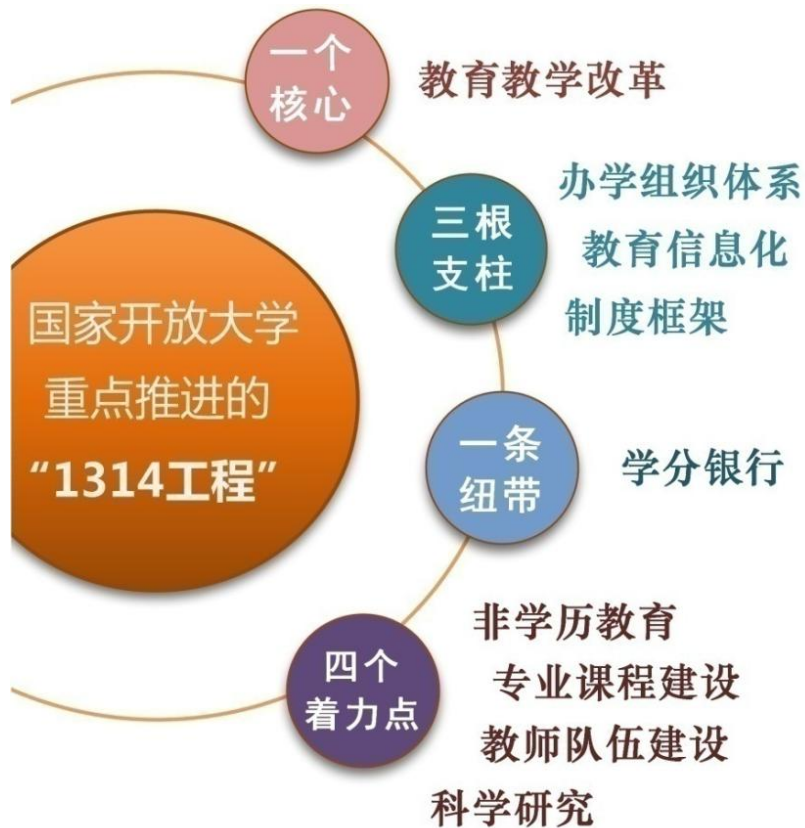 国家开放大学
重点推进的
“1314工程”
一个
核心
教育教学改革
三根
支柱
办学组织体系
教育信息化
制度框架
一条
纽带
学分银行
四个
着力点
非学历教育
专业课程建设
教师队伍建设
科学研究